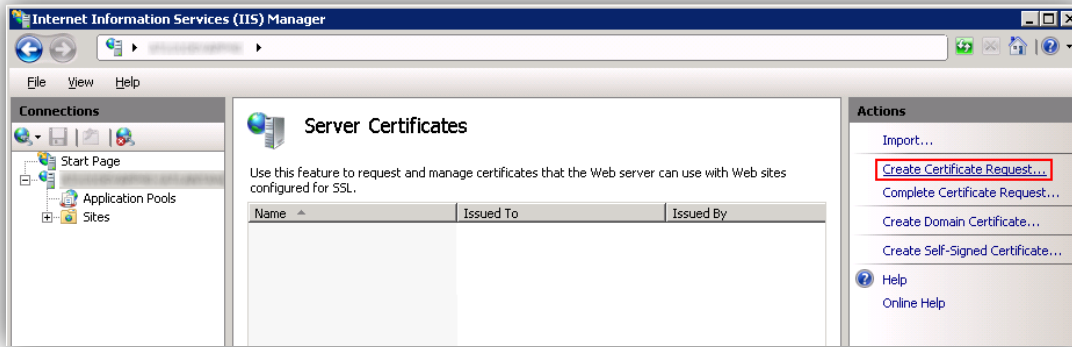 Internet Information Services (IIS) Manager
File View Help
Connections
Start Page
Application Pools
Sites
Server Certificates
Use this feature to request and manage certificates that the Web server can use with Web sites
configured for SSL.
Name Issued To Issued By
Actions
Import...
Create Certificate Request...
Complete Certificate Request...
Create Domain Certificate...
Create Self-Signed Certificate...
Help
Online Help